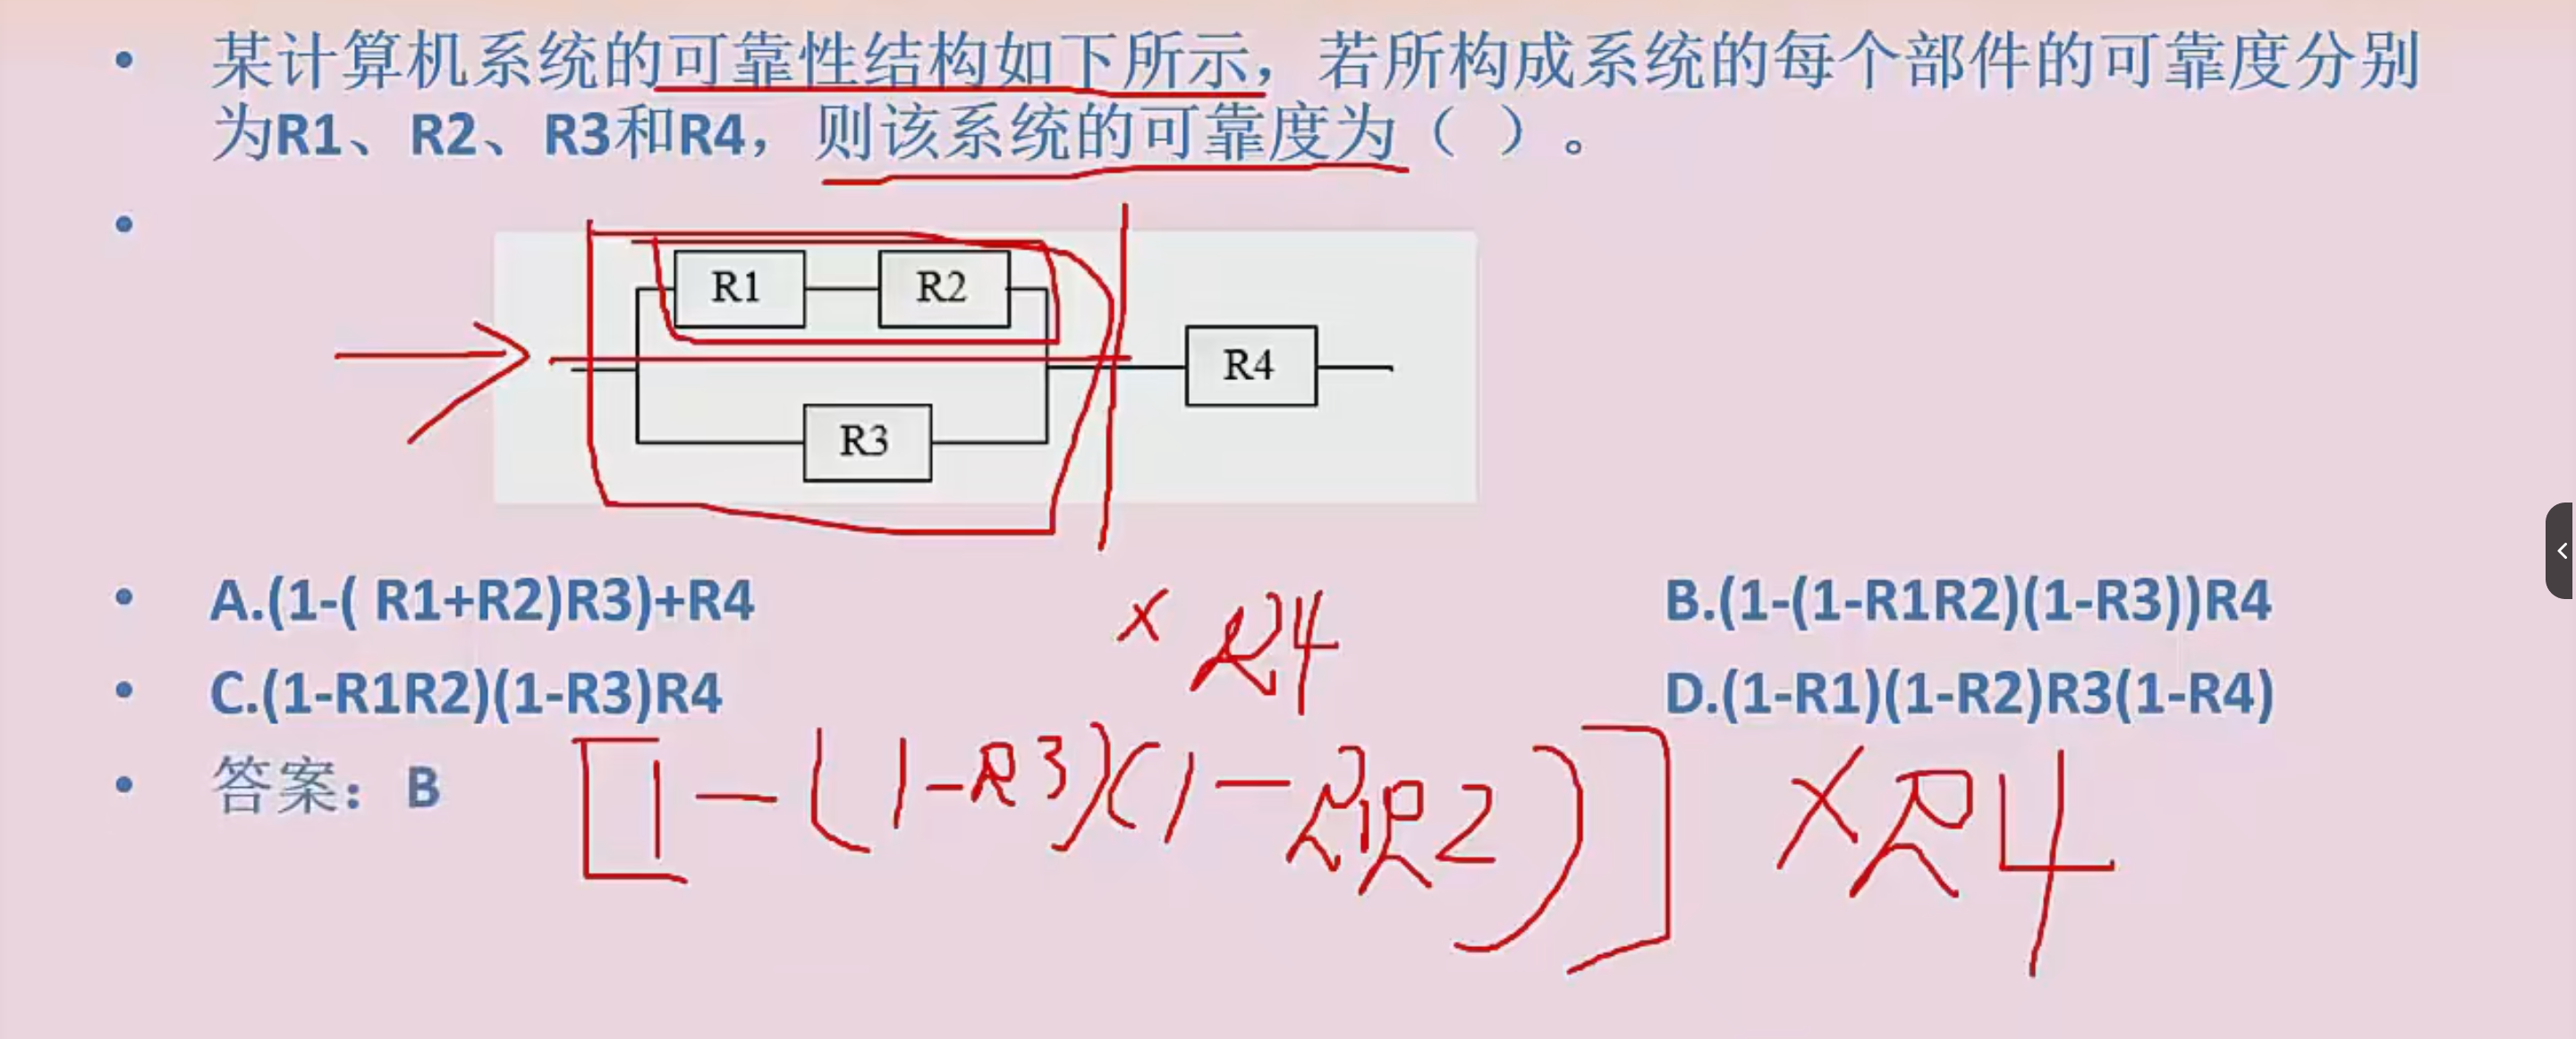 某计算机系统的可靠性结构如下所示，若所构成系统的每个部件的可靠度分别
为R1、R2、R3和R4，则该系统的可靠度为（ ）。
R1 R2
R4
R3
A.(1-( R1+R2)R3)+R4
B.(1-(1-R1R2)(1-R3))R4
× R4
C.(1-R1R2)(1-R3)R4
D.(1-R1)(1-R2)R3(1-R4)
答案：B
[1-(1-R3)(1-R1R2)]×R4